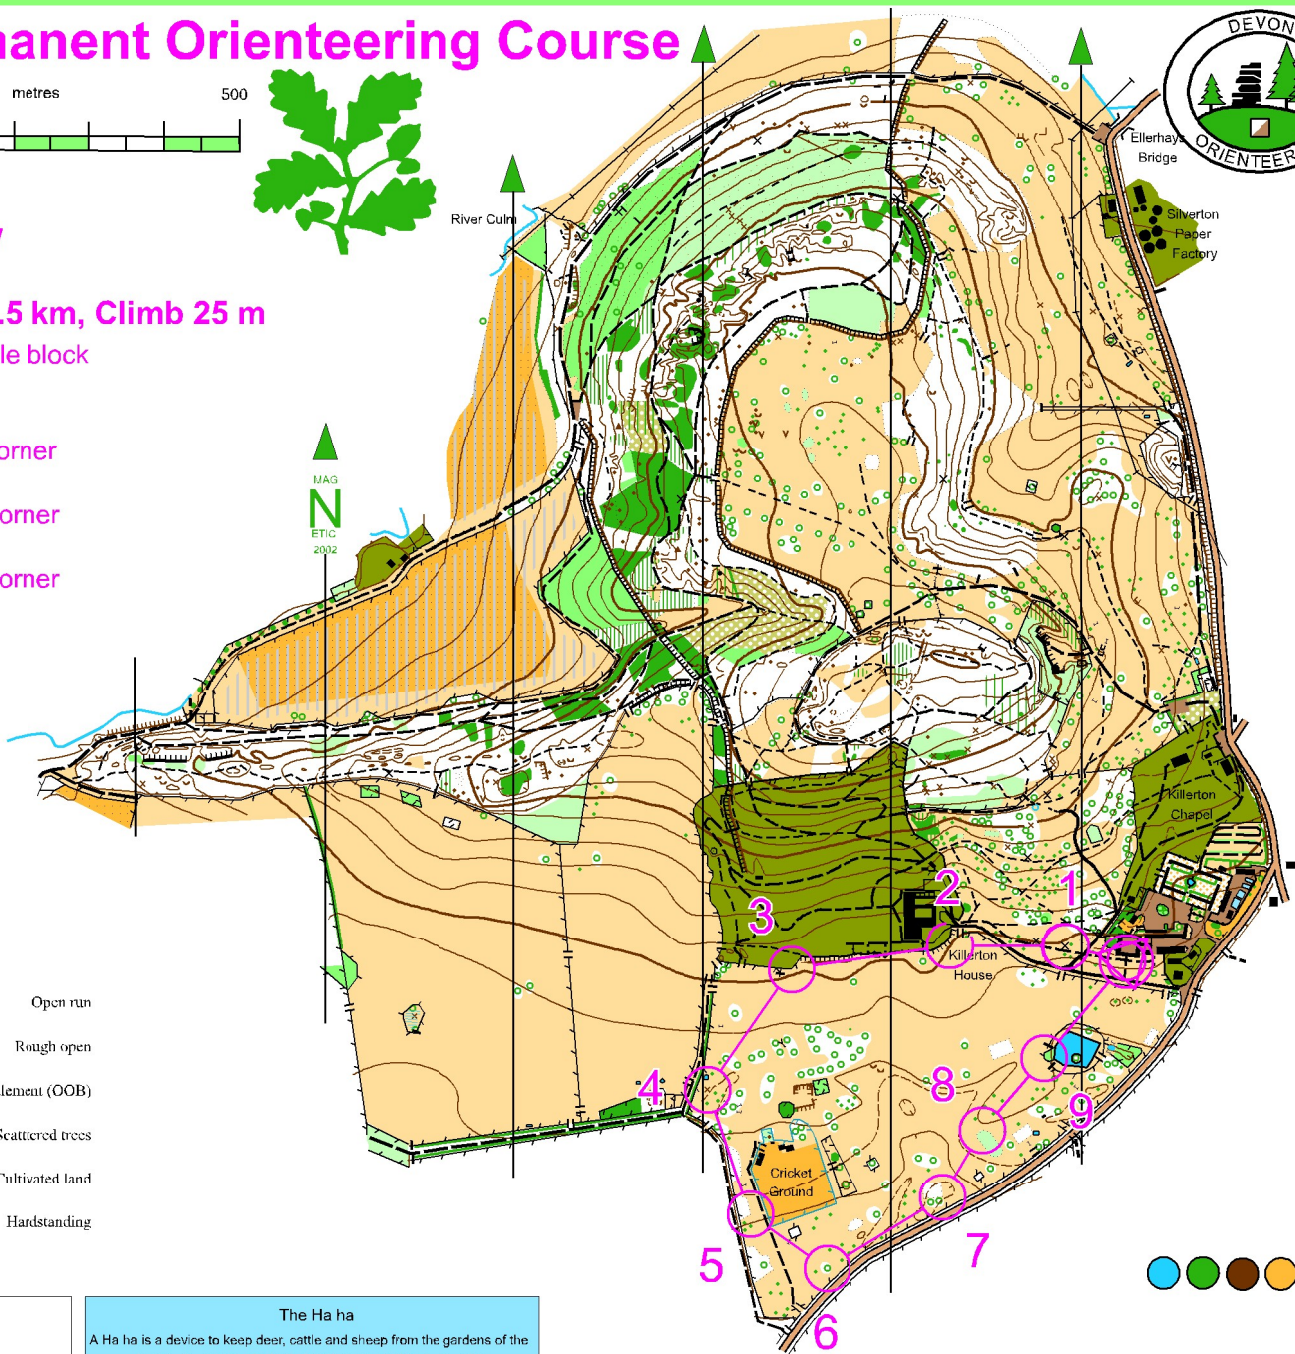 manent Orienteering Course
metres 500
.5 km, Climb 25 m
le block
orner
orner
orner
MAG
N
ETIC
2002
River Culm
DEVON
ORIENTEER
Ellerhays
Bridge
Silverton
Paper
Factory
Killerton
Chapel
1
2
3
Killerton
House
4
8
9
Cricket
Ground
5
7
6
Open run
Rough open
lement (OOB)
Scattered trees
Cultivated land
Hardstanding
The Ha ha
A Ha ha is a device to keep deer, cattle and sheep from the gardens of the